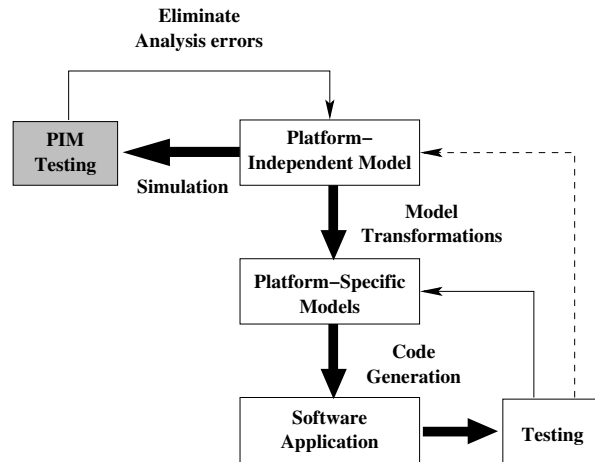 Eliminate
Analysis errors
PIM
Testing
Platform-
Independent Model
Simulation
Model
Transformations
Platform-Specific
Models
Code
Generation
Software
Application
Testing